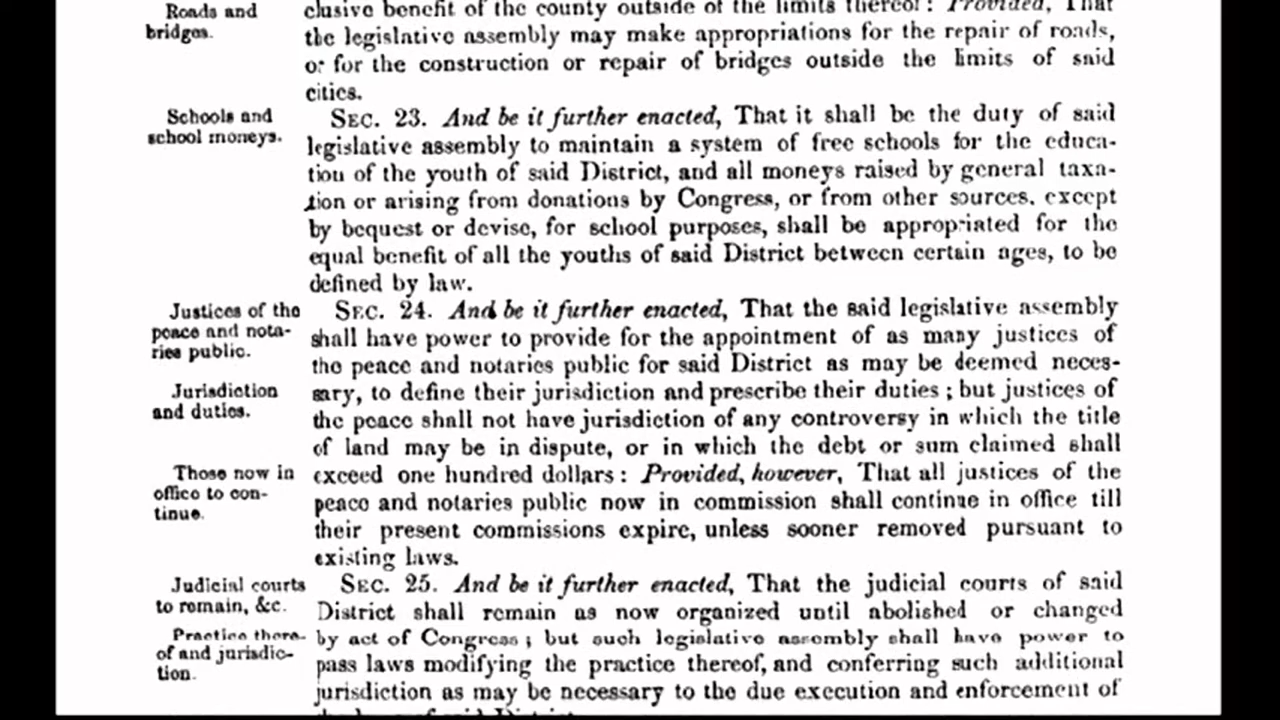 Roads and
bridges.
clusive benefit of the county outside of the limits thereof: Provided, That
the legislative assembly may make appropriations for the repair of roads,
or for the construction or repair of bridges outside the limits of said
cities.
Schools and
school moneys.
SEC. 23. And be it further enacted, That it shall be the duty of said
legislative assembly to maintain a system of free schools for the educa-
tion of the youth of said District, and all moneys raised by general taxa-
tion or arising from donations by Congress, or from other sources, except
by bequest or devise, for school purposes, shall be appropriated for the
equal benefit of all the youths of said District between certain ages, to be
defined by law.
Justices of the
peace and nota-
ries public.
Jurisdiction
and duties.
Those now in
office to con-
tinue.
SEC. 24. And be it further enacted, That the said legislative assembly
shall have power to provide for the appointment of as many justices of
the peace and notaries public for said District as may be deemed neces-
sary, to define their jurisdiction and prescribe their duties; but justices of
the peace shall not have jurisdiction of any controversy in which the title
of land may be in dispute, or in which the debt or sum claimed shall
exceed one hundred dollars: Provided, however, That all justices of the
peace and notaries public now in commission shall continue in office till
their present commissions expire, unless sooner removed pursuant to
existing laws.
Judicial courts
to remain, &c.
Practice there-
of and jurisdic-
tion.
SEC. 25. And be it further enacted, That the judicial courts of said
District shall remain as now organized until abolished or changed
by act of Congress; but such legislative assembly shall have power to
pass laws modifying the practice thereof, and conferring such additional
jurisdiction as may be necessary to the due execution and enforcement of